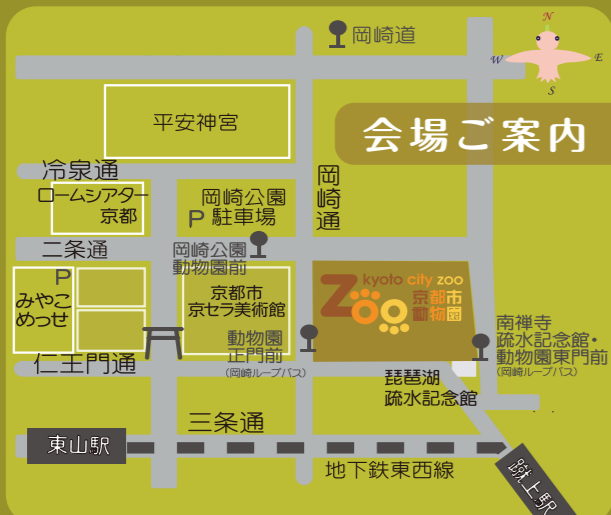 N
岡崎道
W
E
S
平安神宮
会場ご案内
冷泉通
ロームシアター
京都
岡崎公園
P 駐車場
岡崎通
二条通
岡崎公園
動物園前
P
みやこ
めっせ
京都市
京セラ美術館
kyoto city zoo
Zoo
京都市
動物園
動物園
正門前
(岡崎ループバス)
南禅寺
疏水記念館・
動物園東門前
(岡崎ループバス)
仁王門通
琵琶湖
疏水記念館
三条通
東山駅
地下鉄東西線
蹴上駅